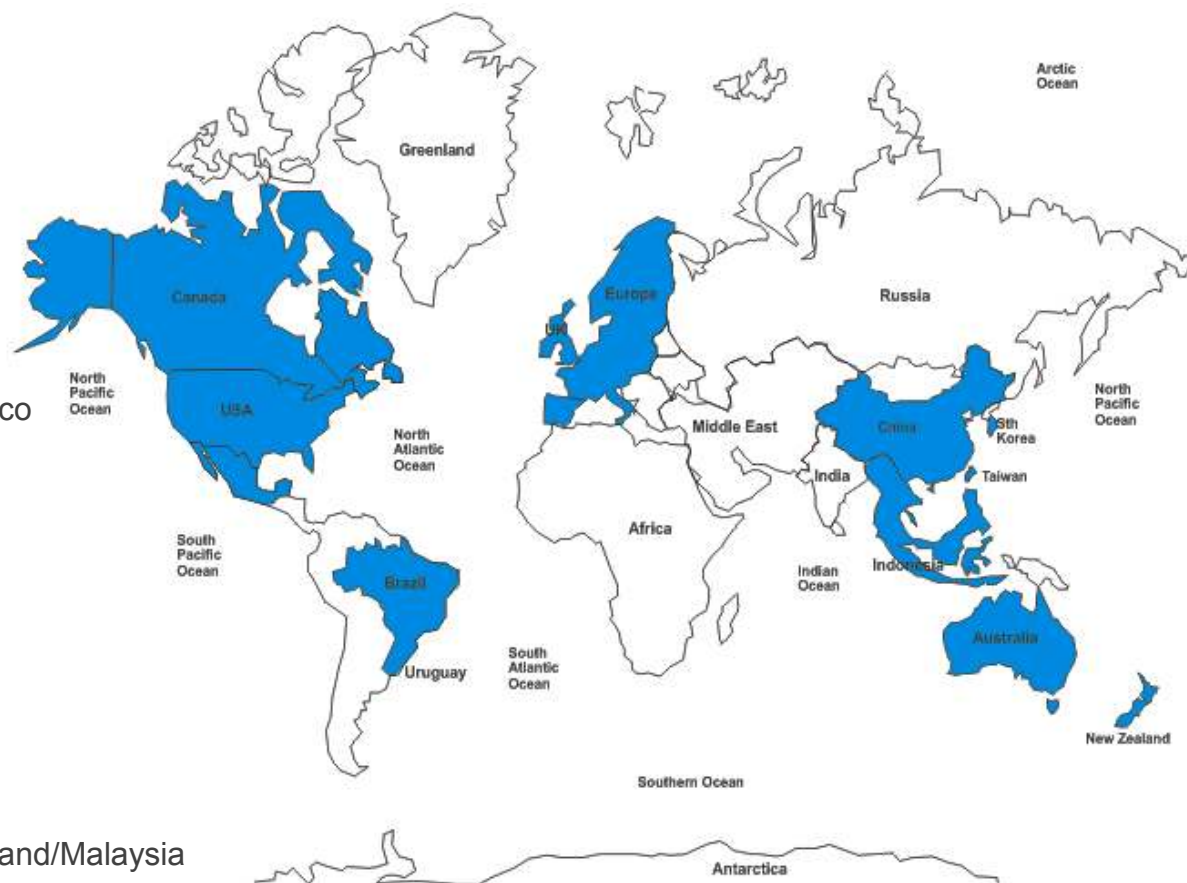 Arctic
Ocean
Greenland
Canada
Europe
UK
Russia
North
Pacific
Ocean
North
Pacific
Ocean
co
USA
North
Atlantic
Ocean
Middle East
China
Sth
Korea
India
Taiwan
South
Pacific
Ocean
Africa
Brazil
Indian
Ocean
Indonesia
Australia
Uruguay
South
Atlantic
Ocean
New Zealand
Southern Ocean
and/Malaysia
Antarctica